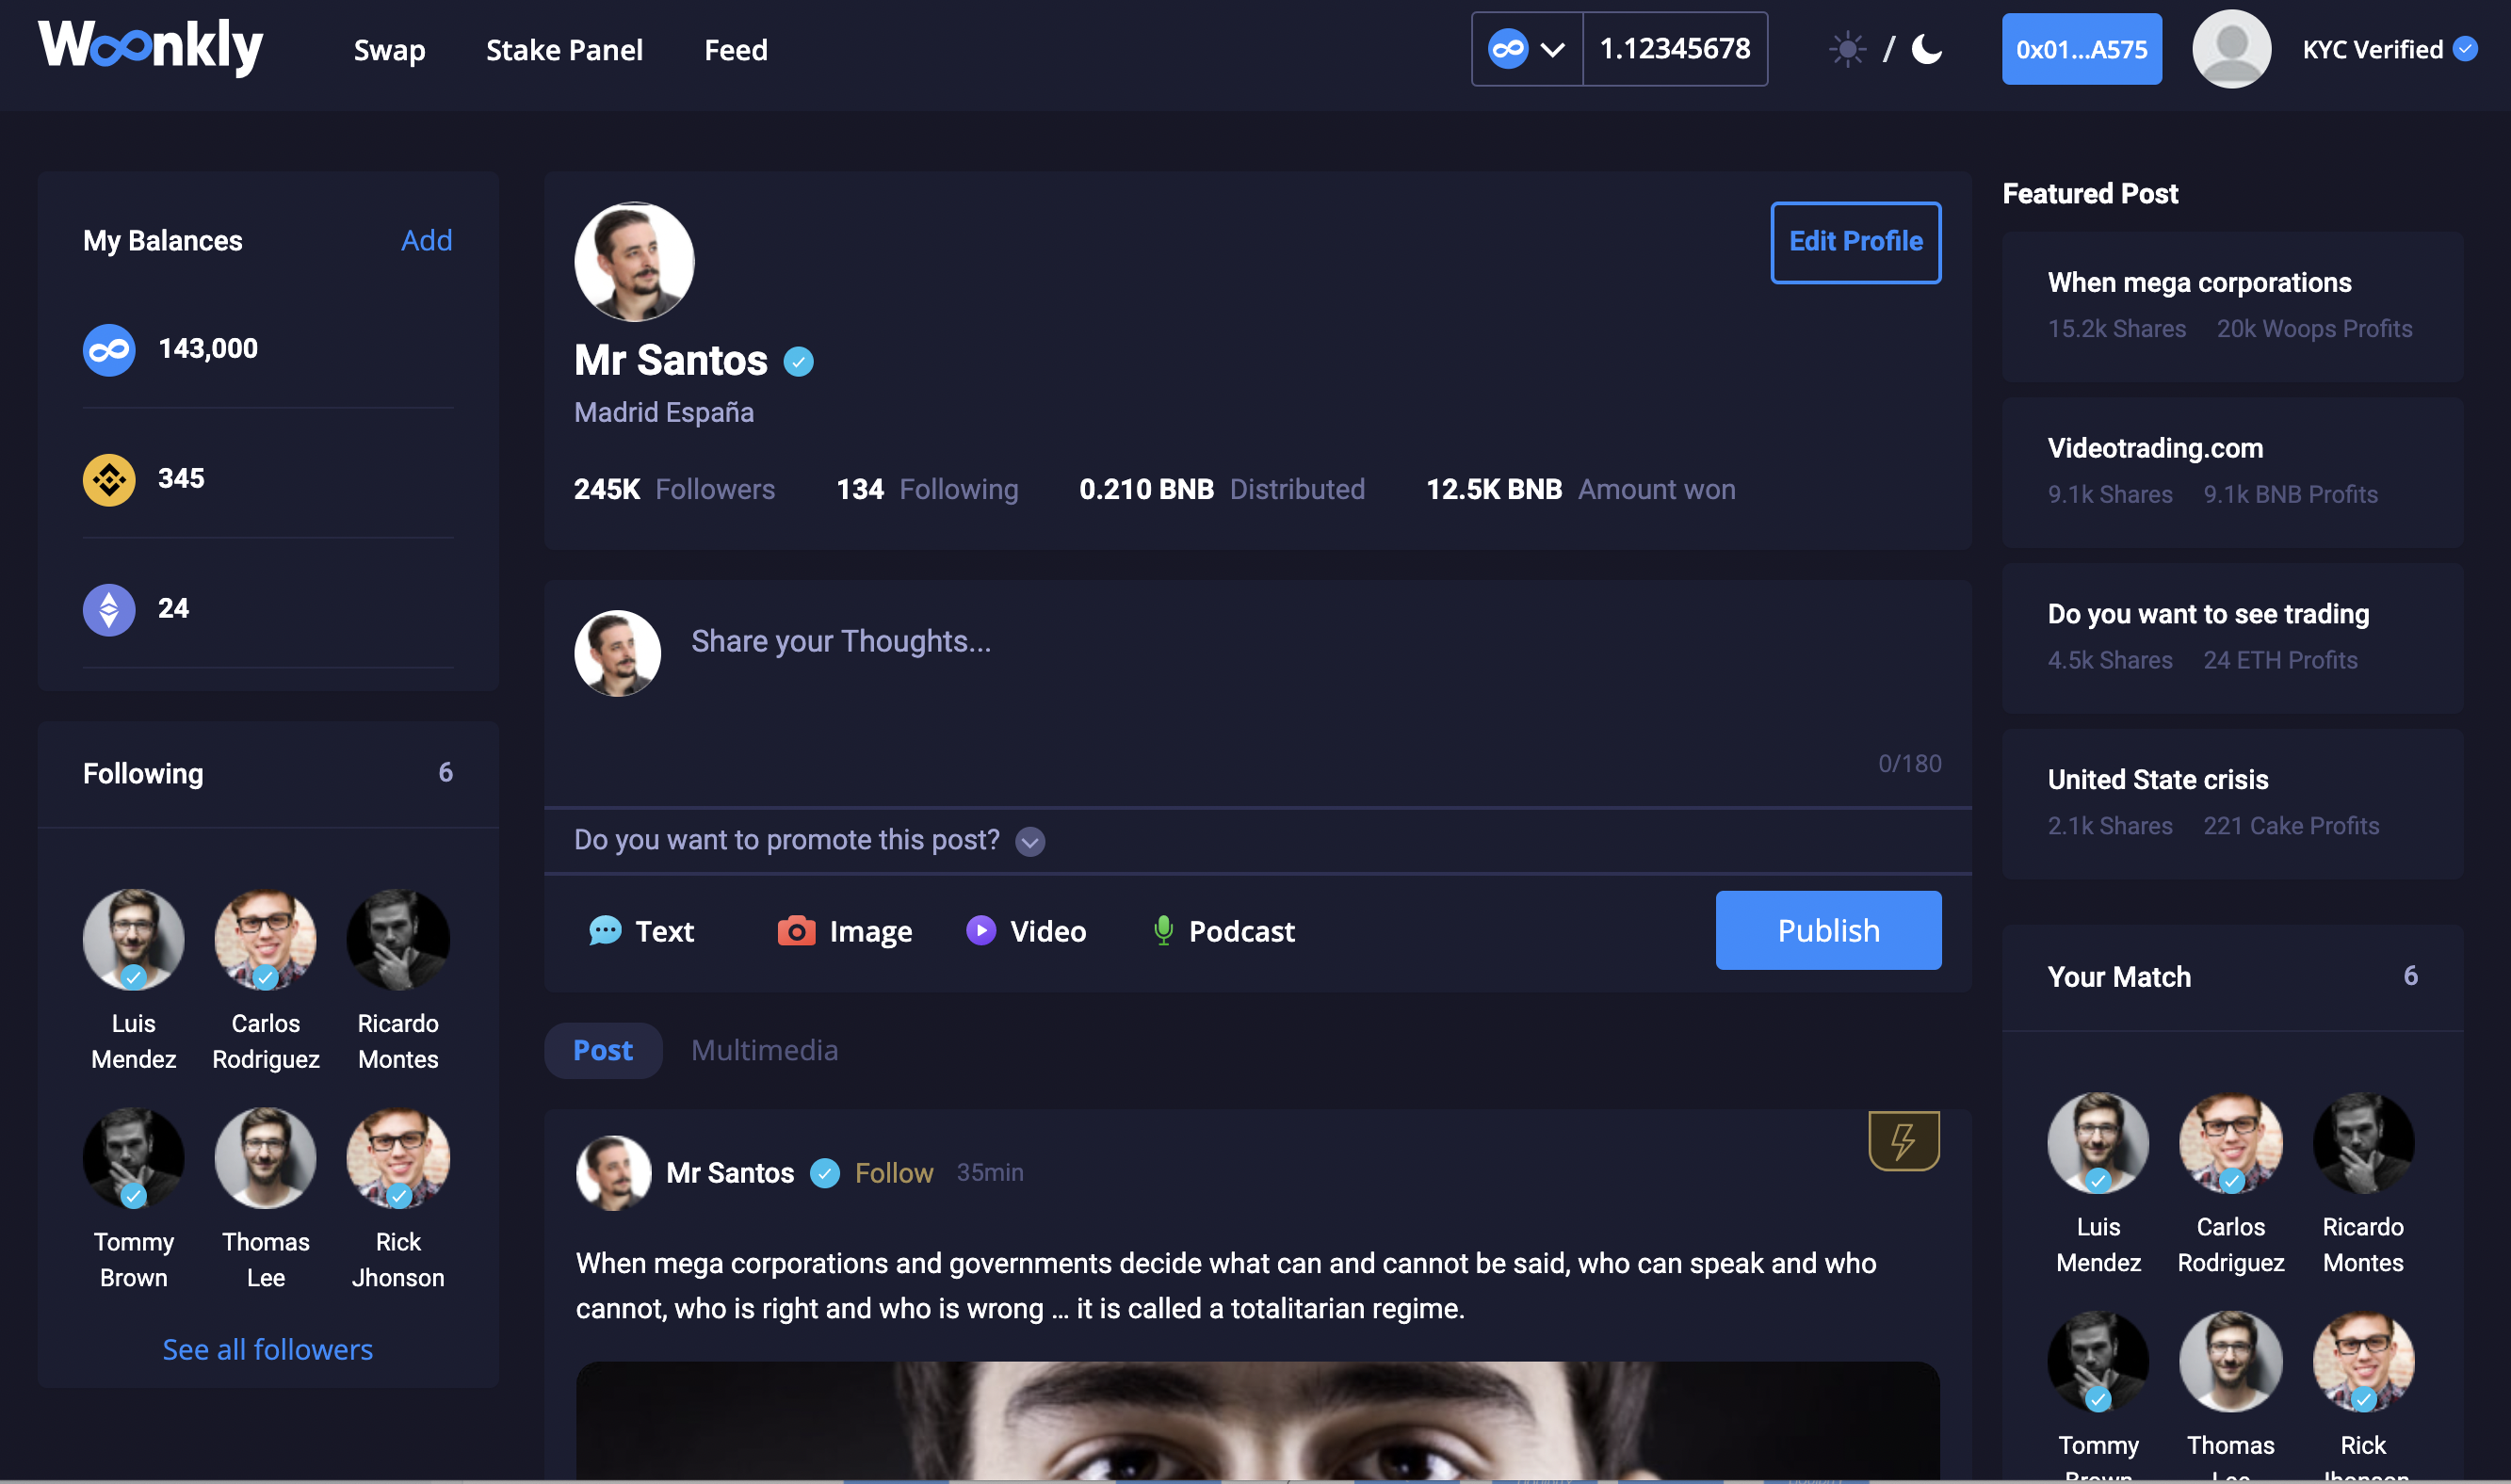 Woonkly
Swap
Stake Panel
Feed
1.12345678
/
0x01...A575
KYC Verified
My Balances
Add
143,000
345
24
Following
6
Luis
Mendez
Carlos
Rodriguez
Ricardo
Montes
Tommy
Brown
Thomas
Lee
Rick
Jhonson
See all followers
Edit Profile
Mr Santos
Madrid España
245K Followers
134 Following
0.210 BNB Distributed
12.5K BNB Amount won
Share your Thoughts...
0/180
Do you want to promote this post?
Text
Image
Video
Podcast
Publish
Post
Multimedia
Mr Santos
Follow
35min
When mega corporations and governments decide what can and cannot be said, who can speak and who
cannot, who is right and who is wrong ... it is called a totalitarian regime.
Featured Post
When mega corporations
15.2k Shares
20k Woops Profits
Videotrading.com
9.1k Shares
9.1k BNB Profits
Do you want to see trading
4.5k Shares
24 ETH Profits
United State crisis
2.1k Shares
221 Cake Profits
Your Match
6
Luis
Mendez
Carlos
Rodriguez
Ricardo
Montes
Tommy
Thomas
Rick